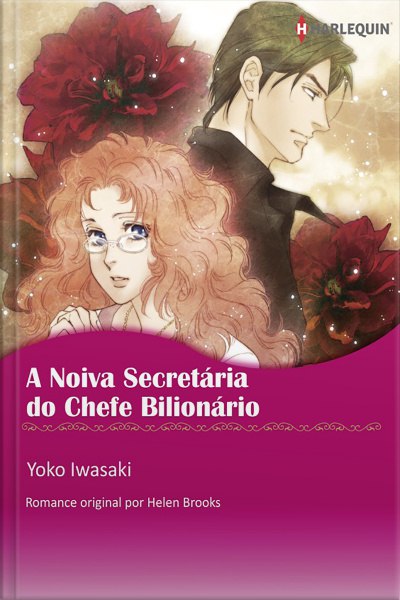 HARLEQUIN
A Noiva Secretária
do Chefe Bilionário
Yoko Iwasaki
Romance original por Helen Brooks